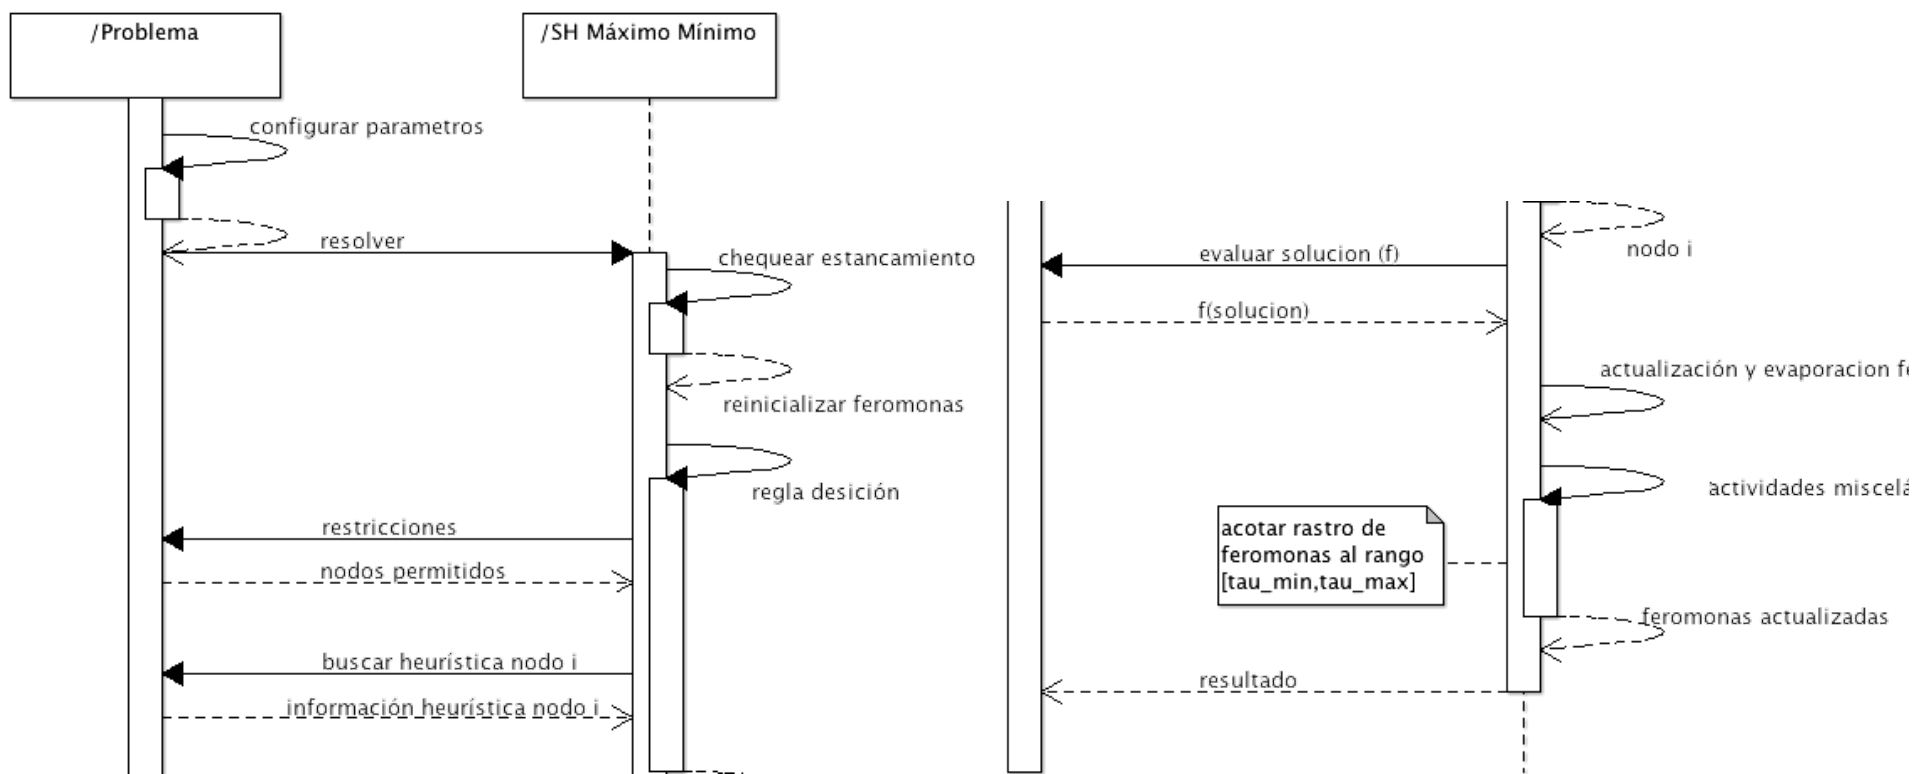 /Problema
/SH Máximo Mínimo
configurar parametros
resolver
chequear estancamiento
reinicializar feromonas
regla desición
restricciones
nodos permitidos
buscar heurística nodo i
información heurística nodo i
nodo i
evaluar solucion (f)
f(solucion)
actualización y evaporacion
actividades
acotar rastro de
feromonas al rango
[tau_min,tau_max]
feromonas actualizadas
resultado